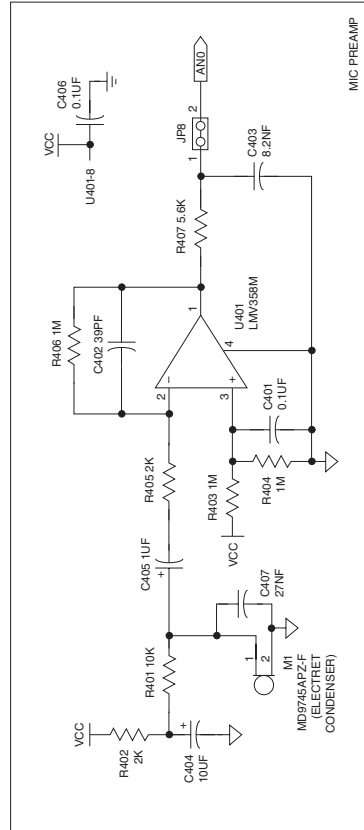 VCC
R402
2K
C404
10UF
+
R401 10K
C405 1UF
+
M1
MD9745APZ-F
(ELECTRET
CONDENSER)
1
2
C407
27NF
R405 2K
VCC
R403 1M
R404
1M
C401
0.1UF
R406 1M
C402 39PF
2
3
−
+
1
4
U401
LMV358M
R407 5.6K
C403
8.2NF
JP8
1
2
AN0
VCC
U401-8
C406
0.1UF
MIC PREAMP